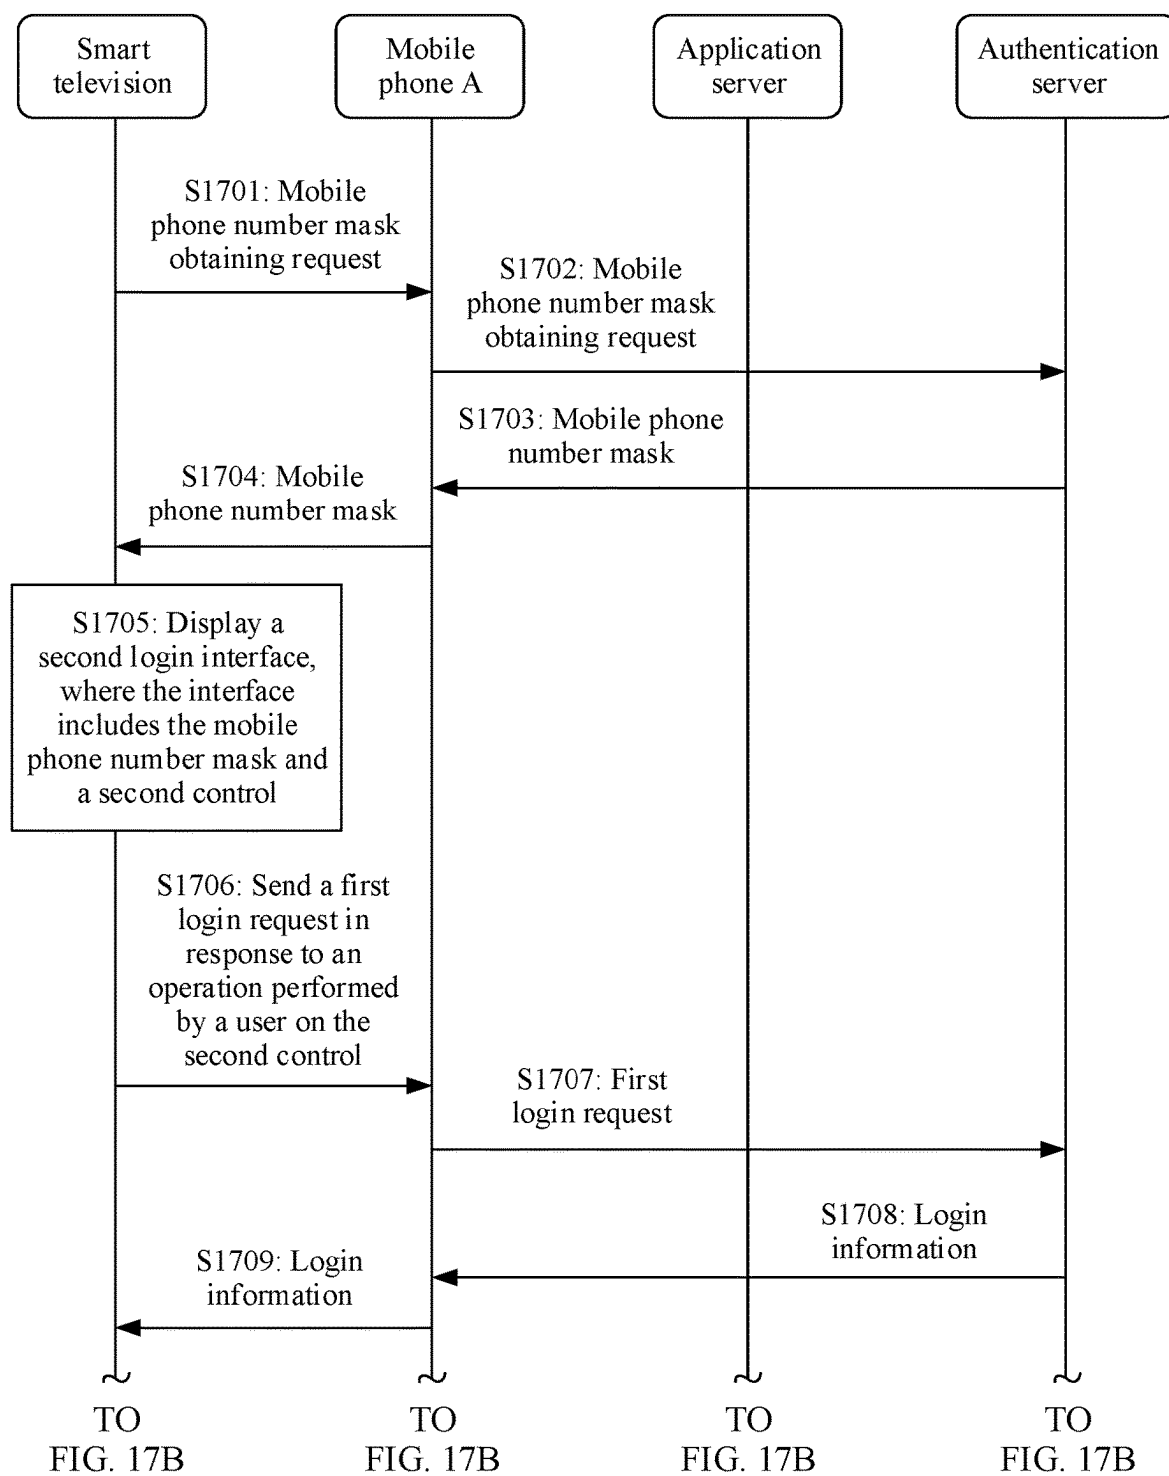 Smart
television
Mobile
phone A
Application
server
Authentication
server
S1701: Mobile
phone number mask
obtaining request
S1702: Mobile
phone number mask
obtaining request
S1703: Mobile phone
number mask
S1704: Mobile
phone number mask
S1705: Display a
second login interface,
where the interface
includes the mobile
phone number mask and
a second control
S1706: Send a first
login request in
response to an
operation performed
by a user on the
second control
S1707: First
login request
S1708: Login
information
S1709: Login
information
TO
FIG. 17B
TO
FIG. 17B
TO
FIG. 17B
TO
FIG. 17B